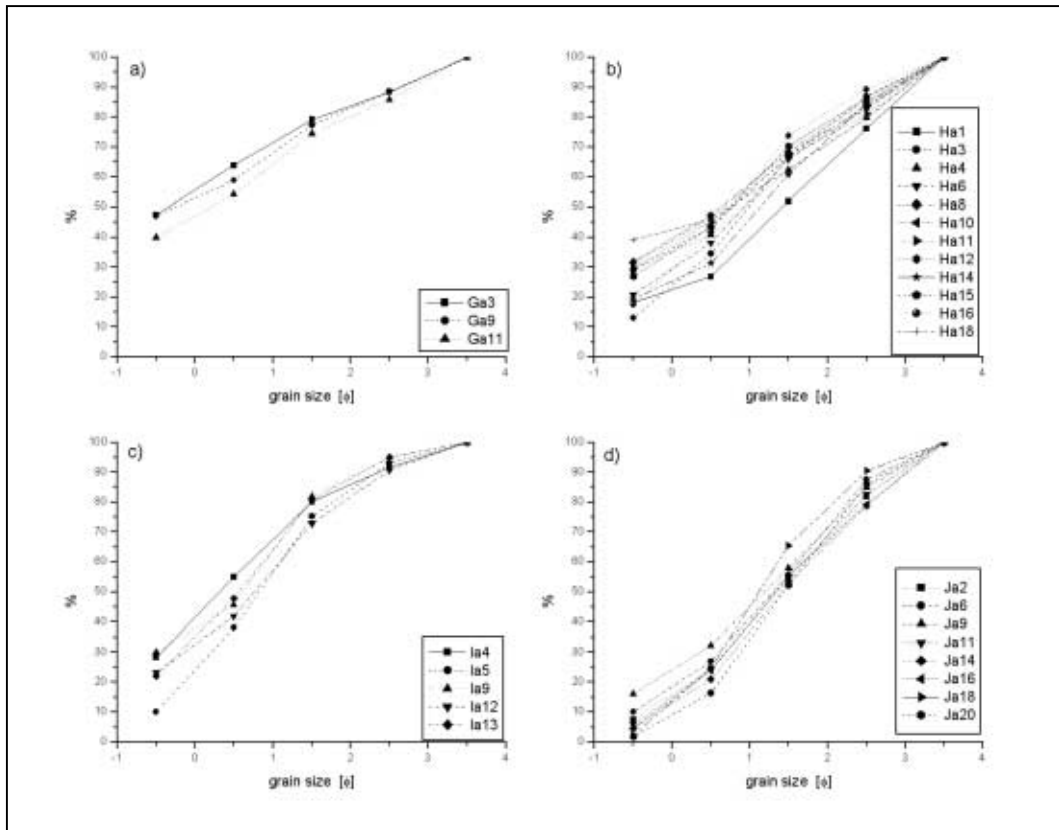 a)
100
90
80
70
60
50
40
30
20
10
0
%
-1 0 1 2 3 4
grain size [ϕ]
Ga3
Ga9
Ga11
b)
100
90
80
70
60
50
40
30
20
10
0
%
-1 0 1 2 3 4
grain size [ϕ]
Ha1
Ha3
Ha4
Ha6
Ha8
Ha10
Ha11
Ha12
Ha14
Ha15
Ha16
Ha18
c)
100
90
80
70
60
50
40
30
20
10
0
%
-1 0 1 2 3 4
grain size [ϕ]
Ia4
Ia5
Ia9
Ia12
Ia13
d)
100
90
80
70
60
50
40
30
20
10
0
%
-1 0 1 2 3 4
grain size [ϕ]
Ja2
Ja6
Ja9
Ja11
Ja14
Ja16
Ja18
Ja20